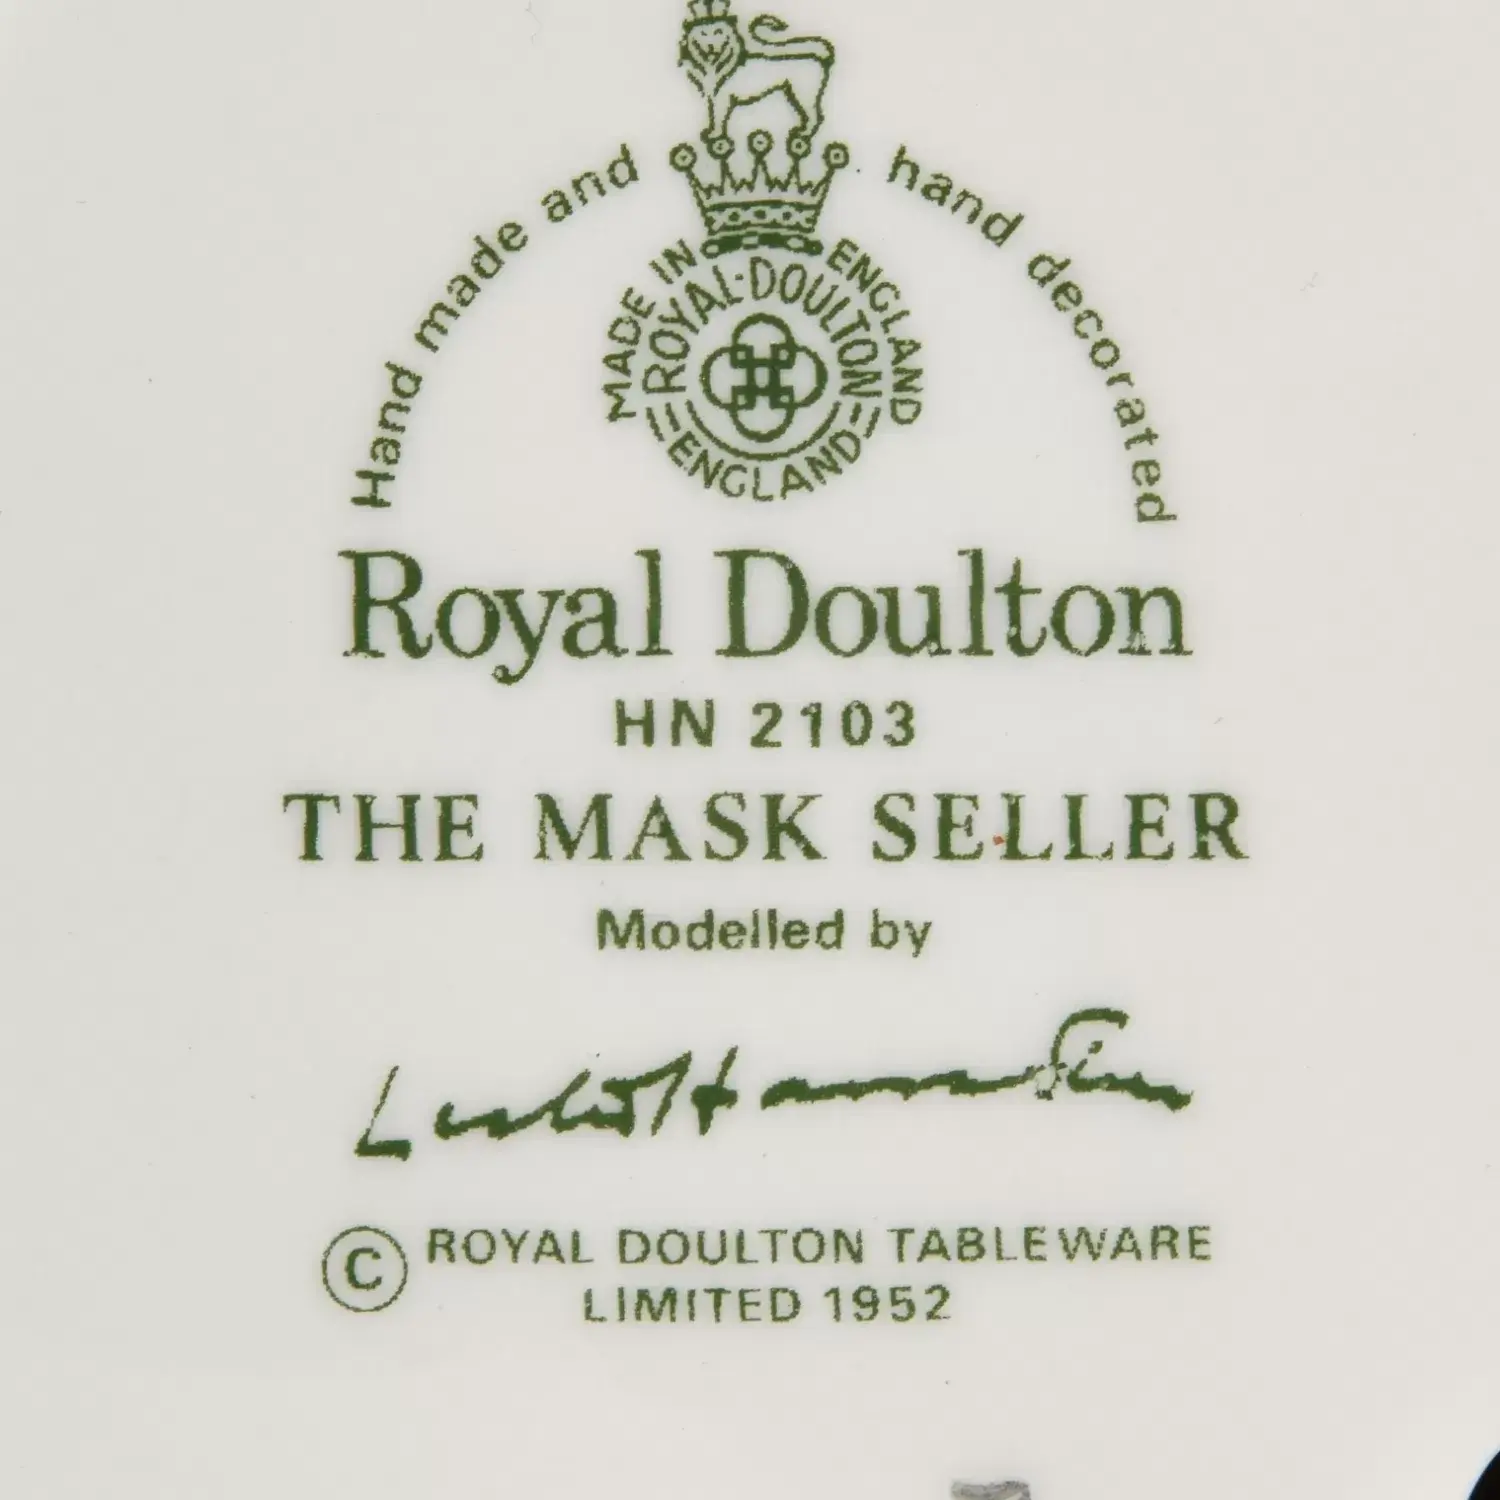 Hand made and hand decorated
MADE IN ENGLAND
ROYAL·DOULTON
ENGLAND
Royal Doulton
HN 2103
THE MASK SELLER
Modelled by
© ROYAL DOULTON TABLEWARE
LIMITED 1952